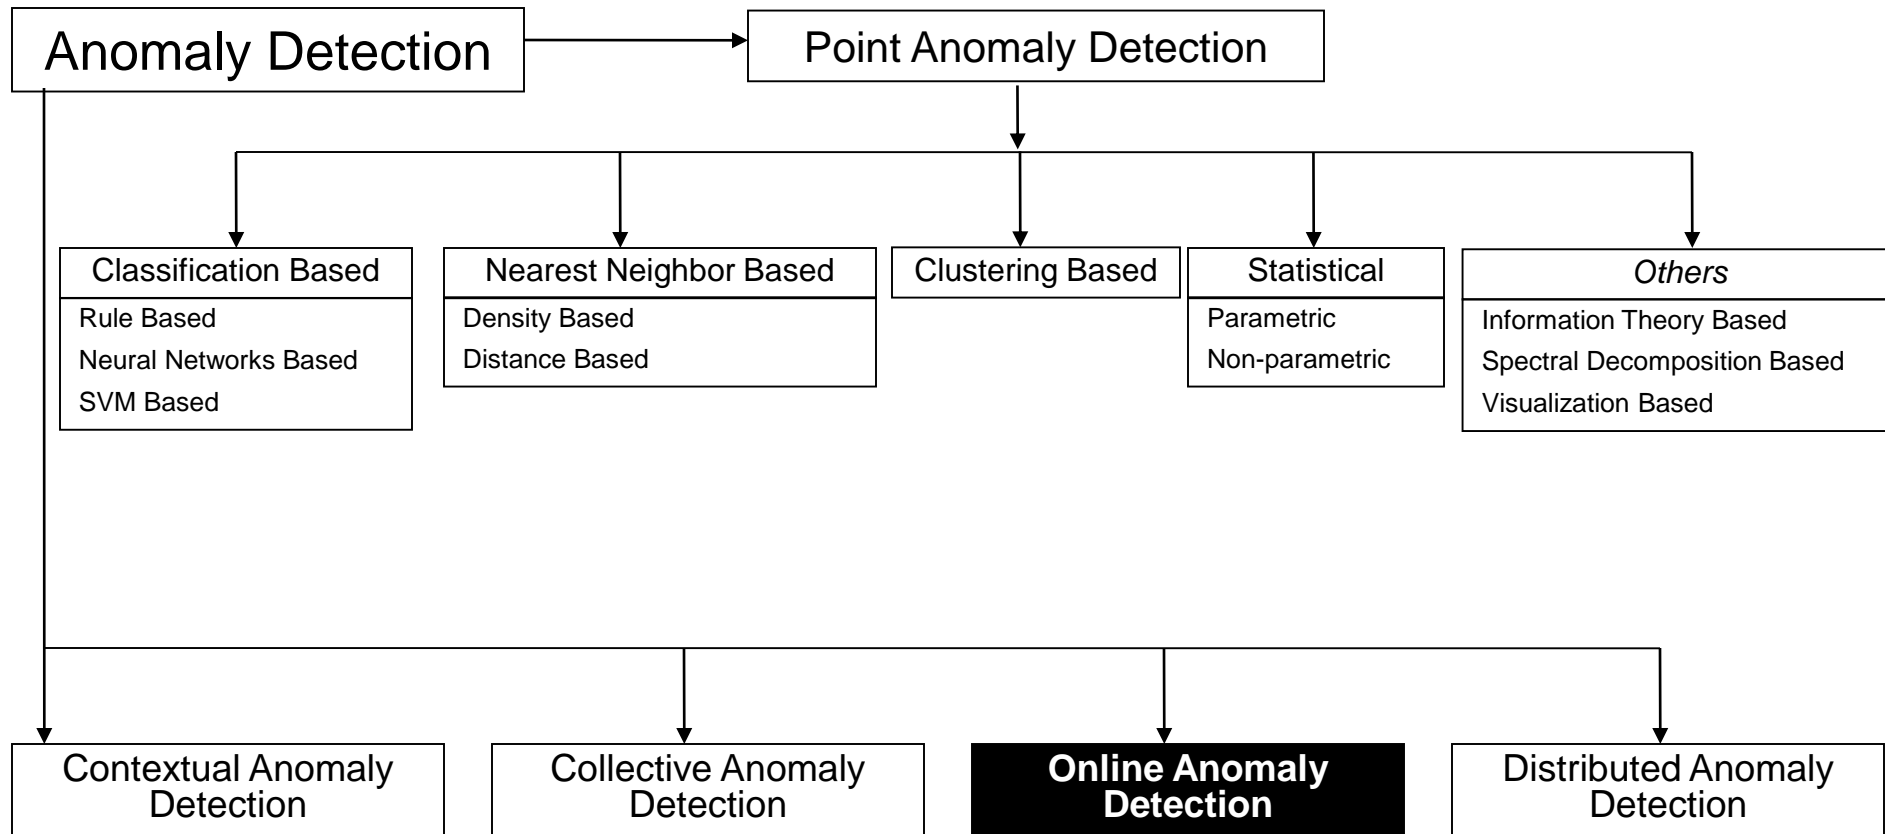 Anomaly Detection
Point Anomaly Detection
Classification Based
Rule Based
Neural Networks Based
SVM Based
Nearest Neighbor Based
Density Based
Distance Based
Clustering Based
Statistical
Parametric
Non-parametric
Others
Information Theory Based
Spectral Decomposition Based
Visualization Based
Contextual Anomaly
Detection
Collective Anomaly
Detection
Online Anomaly
Detection
Distributed Anomaly
Detection